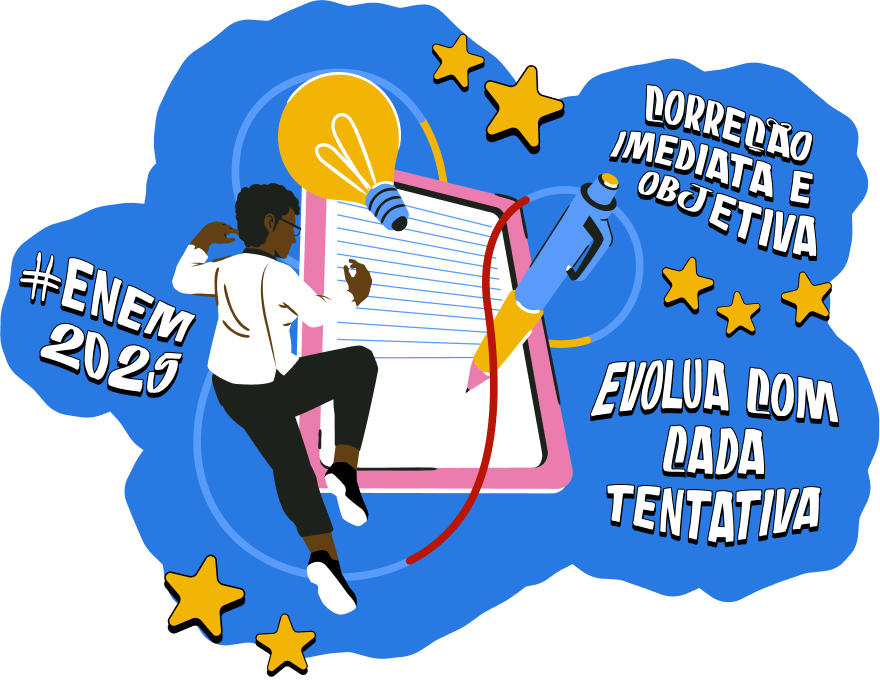 CORREÇÃO
IMEDIATA E
OBJETIVA
#ENEM
2025
EVOLUA COM
CADA
TENTATIVA